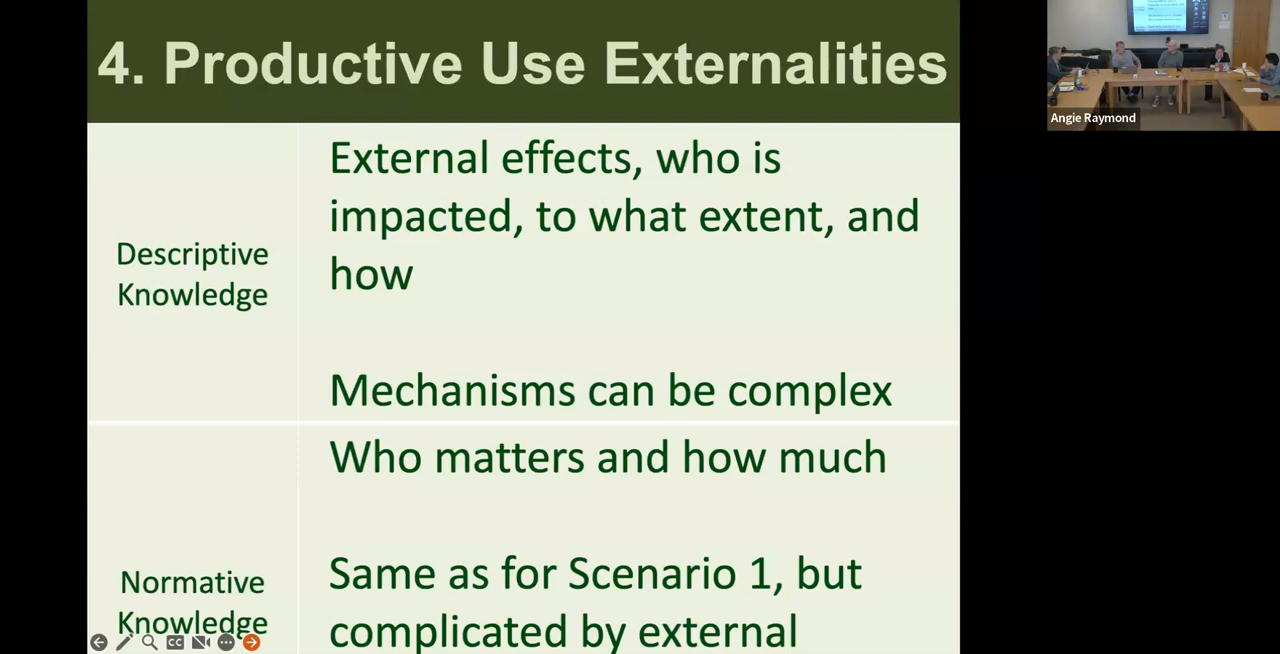 4. Productive Use Externalities
Descriptive
Knowledge
External effects, who is
impacted, to what extent, and
how
Mechanisms can be complex
Normative
Knowledge
Who matters and how much
Same as for Scenario 1, but
complicated by external
CC
Angie Raymond